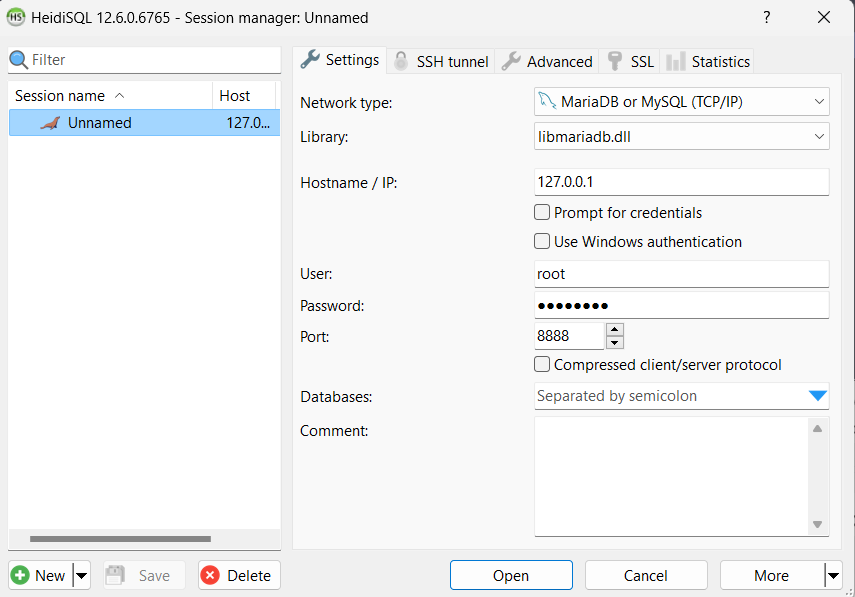 HS HeidiSQL 12.6.0.6765 - Session manager: Unnamed ?
Filter
Session name Host
Unnamed 127.0...
New Save Delete
Settings SSH tunnel Advanced SSL Statistics
Network type: MariaDB or MySQL (TCP/IP)
Library: libmariadb.dll
Hostname / IP: 127.0.0.1
Prompt for credentials
Use Windows authentication
User: root
Password: ●●●●●●●●
Port: 8888
Compressed client/server protocol
Databases: Separated by semicolon
Comment:
Open Cancel More